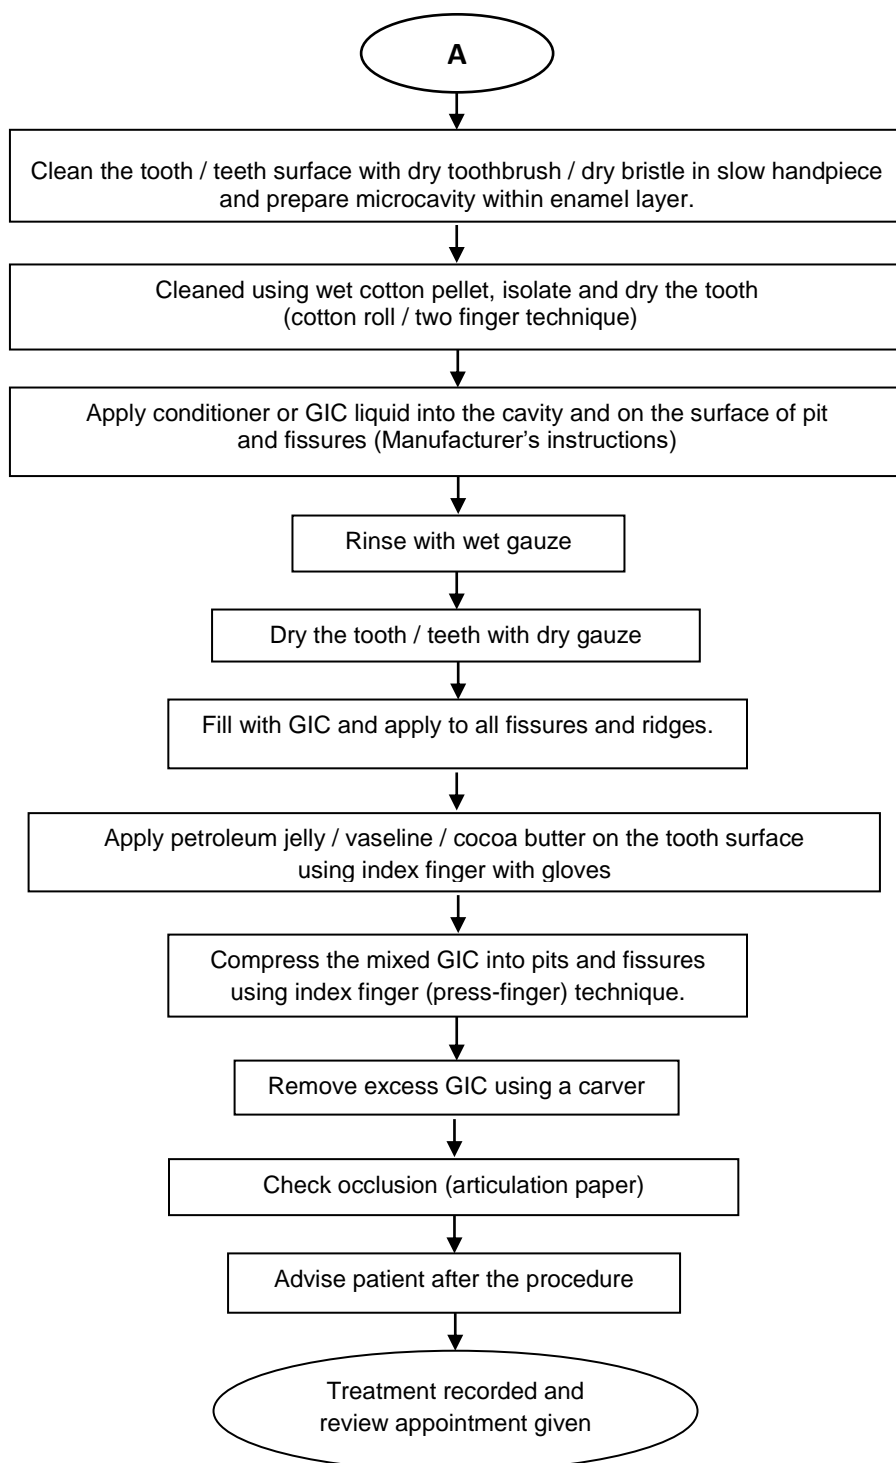 A
Clean the tooth / teeth surface with dry toothbrush / dry bristle in slow handpiece
and prepare microcavity within enamel layer.
Cleaned using wet cotton pellet, isolate and dry the tooth
(cotton roll / two finger technique)
Apply conditioner or GIC liquid into the cavity and on the surface of pit
and fissures (Manufacturer’s instructions)
Rinse with wet gauze
Dry the tooth / teeth with dry gauze
Fill with GIC and apply to all fissures and ridges.
Apply petroleum jelly / vaseline / cocoa butter on the tooth surface
using index finger with gloves
Compress the mixed GIC into pits and fissures
using index finger (press-finger) technique.
Remove excess GIC using a carver
Check occlusion (articulation paper)
Advise patient after the procedure
Treatment recorded and
review appointment given